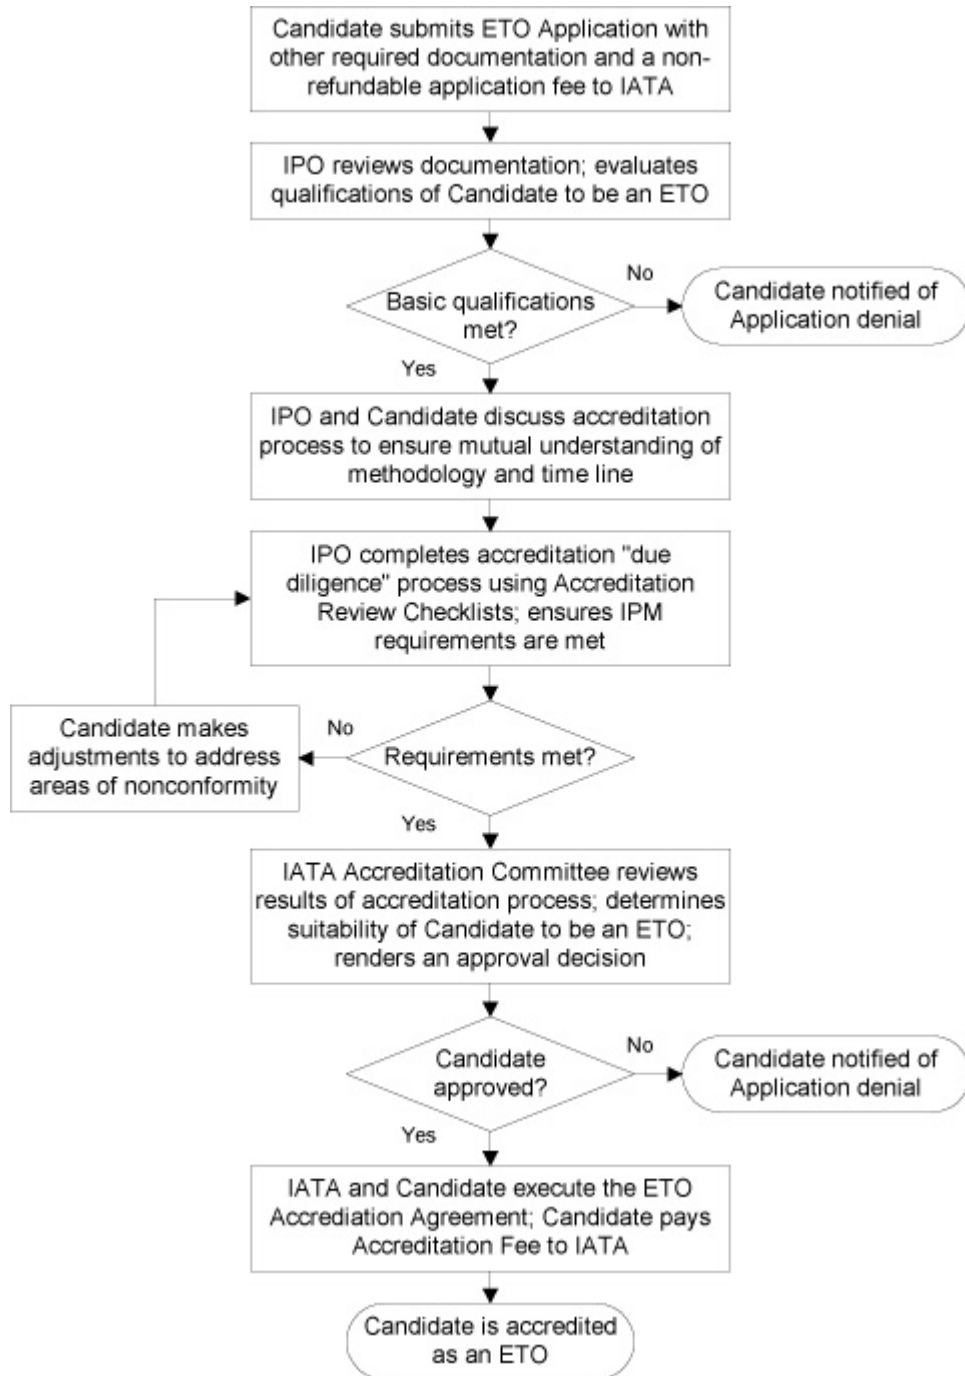 Candidate submits ETO Application with
other required documentation and a non-
refundable application fee to IATA
IPO reviews documentation; evaluates
qualifications of Candidate to be an ETO
Basic qualifications
met?
No
Candidate notified of
Application denial
Yes
IPO and Candidate discuss accreditation
process to ensure mutual understanding of
methodology and time line
IPO completes accreditation "due
diligence" process using Accreditation
Review Checklists; ensures IPM
requirements are met
Requirements met?
No
Candidate makes
adjustments to address
areas of nonconformity
Yes
IATA Accreditation Committee reviews
results of accreditation process; determines
suitability of Candidate to be an ETO;
renders an approval decision
Candidate
approved?
No
Candidate notified of
Application denial
Yes
IATA and Candidate execute the ETO
Accrediation Agreement; Candidate pays
Accreditation Fee to IATA
Candidate is accredited
as an ETO